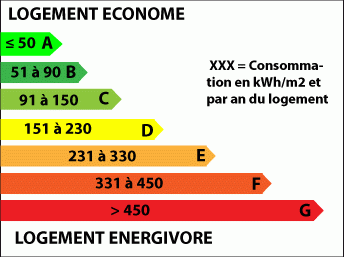 LOGEMENT ECONOME
≤ 50 A
51 à 90 B
91 à 150 C
151 à 230 D
231 à 330 E
331 à 450 F
> 450 G
XXX = Consomma-
tion en kWh/m2 et
par an du logement
LOGEMENT ENERGIVORE